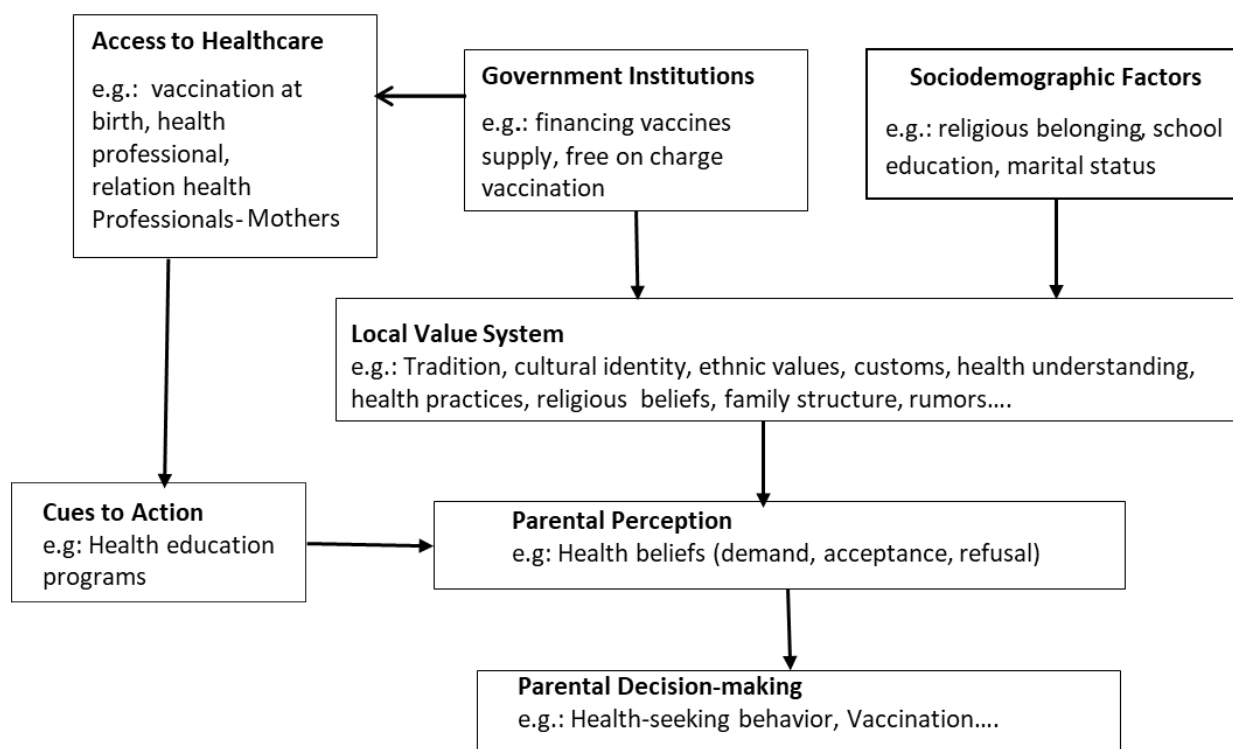 Access to Healthcare
e.g.: vaccination at
birth, health
professional,
relation health
Professionals- Mothers
Government Institutions
e.g.: financing vaccines
supply, free on charge
vaccination
Sociodemographic Factors
e.g.: religious belonging, school
education, marital status
Local Value System
e.g.: Tradition, cultural identity, ethnic values, customs, health understanding,
health practices, religious beliefs, family structure, rumors....
Cues to Action
e.g: Health education
programs
Parental Perception
e.g: Health beliefs (demand, acceptance, refusal)
Parental Decision-making
e.g.: Health-seeking behavior, Vaccination....